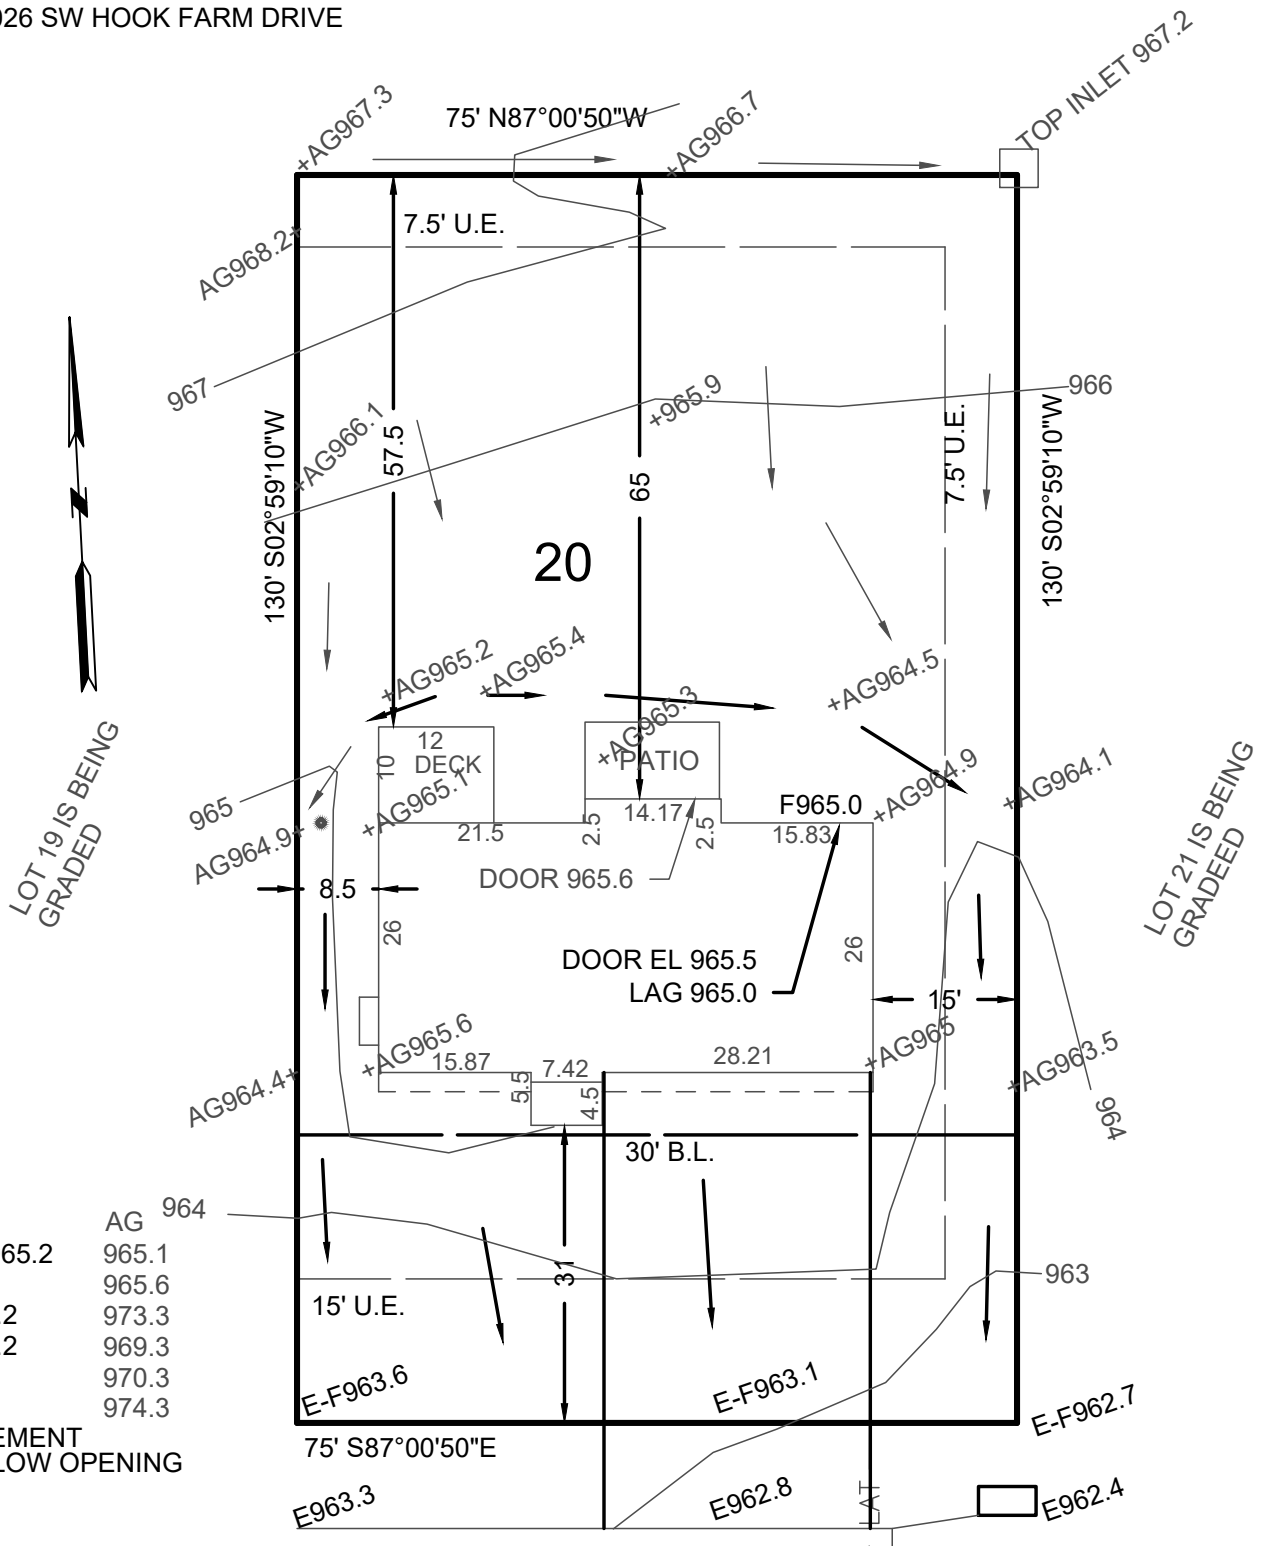 026 SW HOOK FARM DRIVE
TOP INLET 967.2
+AG967.3
75' N87°00'50"W
+AG966.7
7.5' U.E.
AG968.2+
967
966
+965.9
+AG966.1
57.5
65
7.5' U.E.
130' S02°59'10"W
130' S02°59'10"W
20
+AG965.2
+AG965.4
+AG964.5
+AG965.3
12
10
DECK
PATIO
LOT 19 IS BEING
GRADED
LOT 21 IS BEING
GRADEED
965
+AG965.1
F965.0
+AG964.9
+AG964.1
AG964.9+
21.5
2.5
14.17
2.5
15.83
DOOR 965.6
8.5
26
26
DOOR EL 965.5
LAG 965.0
15'
+AG965.6
+AG965
+AG963.5
AG964.4+
15.87
7.42
28.21
5.5
4.5
964
30' B.L.
AG
964
65.2
965.1
965.6
.2
973.3
.2
969.3
970.3
974.3
31
963
15' U.E.
E-F963.6
E-F963.1
E-F962.7
EMENT
LOW OPENING
75' S87°00'50"E
E963.3
E962.8
LAT
E962.4